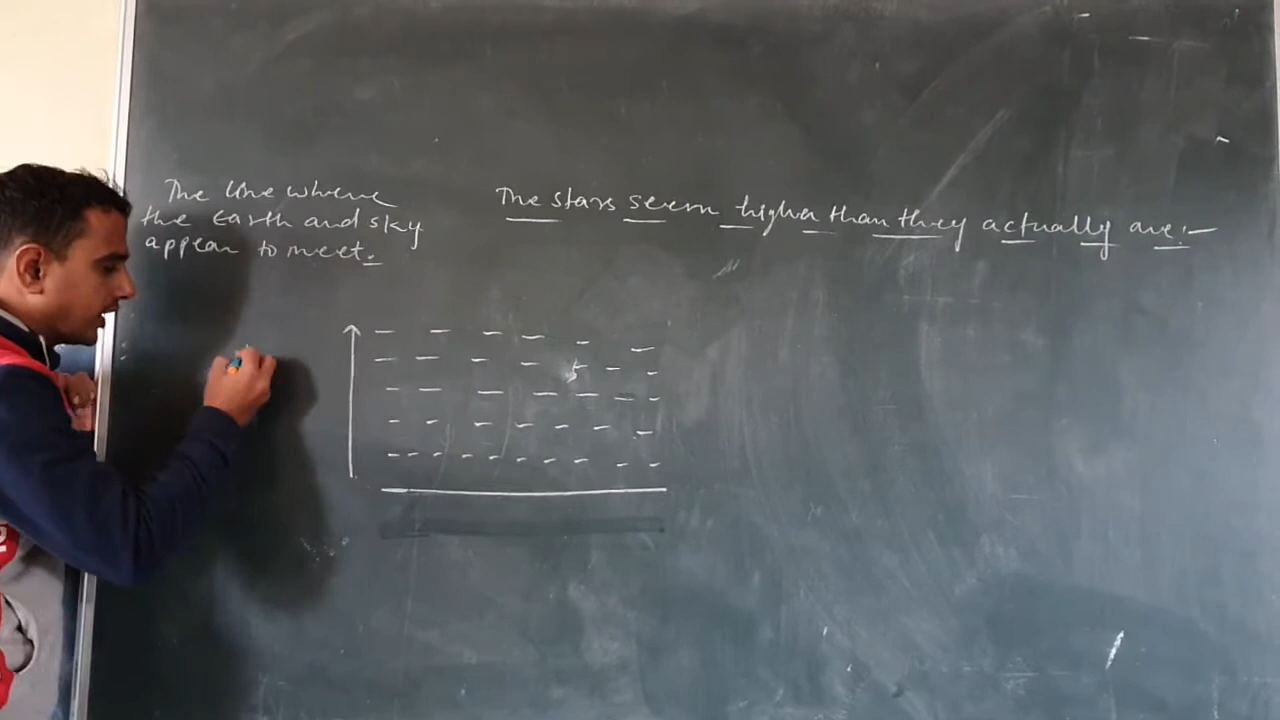 The line where
the Earth and sky
appear to meet.
The stars seem higher than they actually are:-